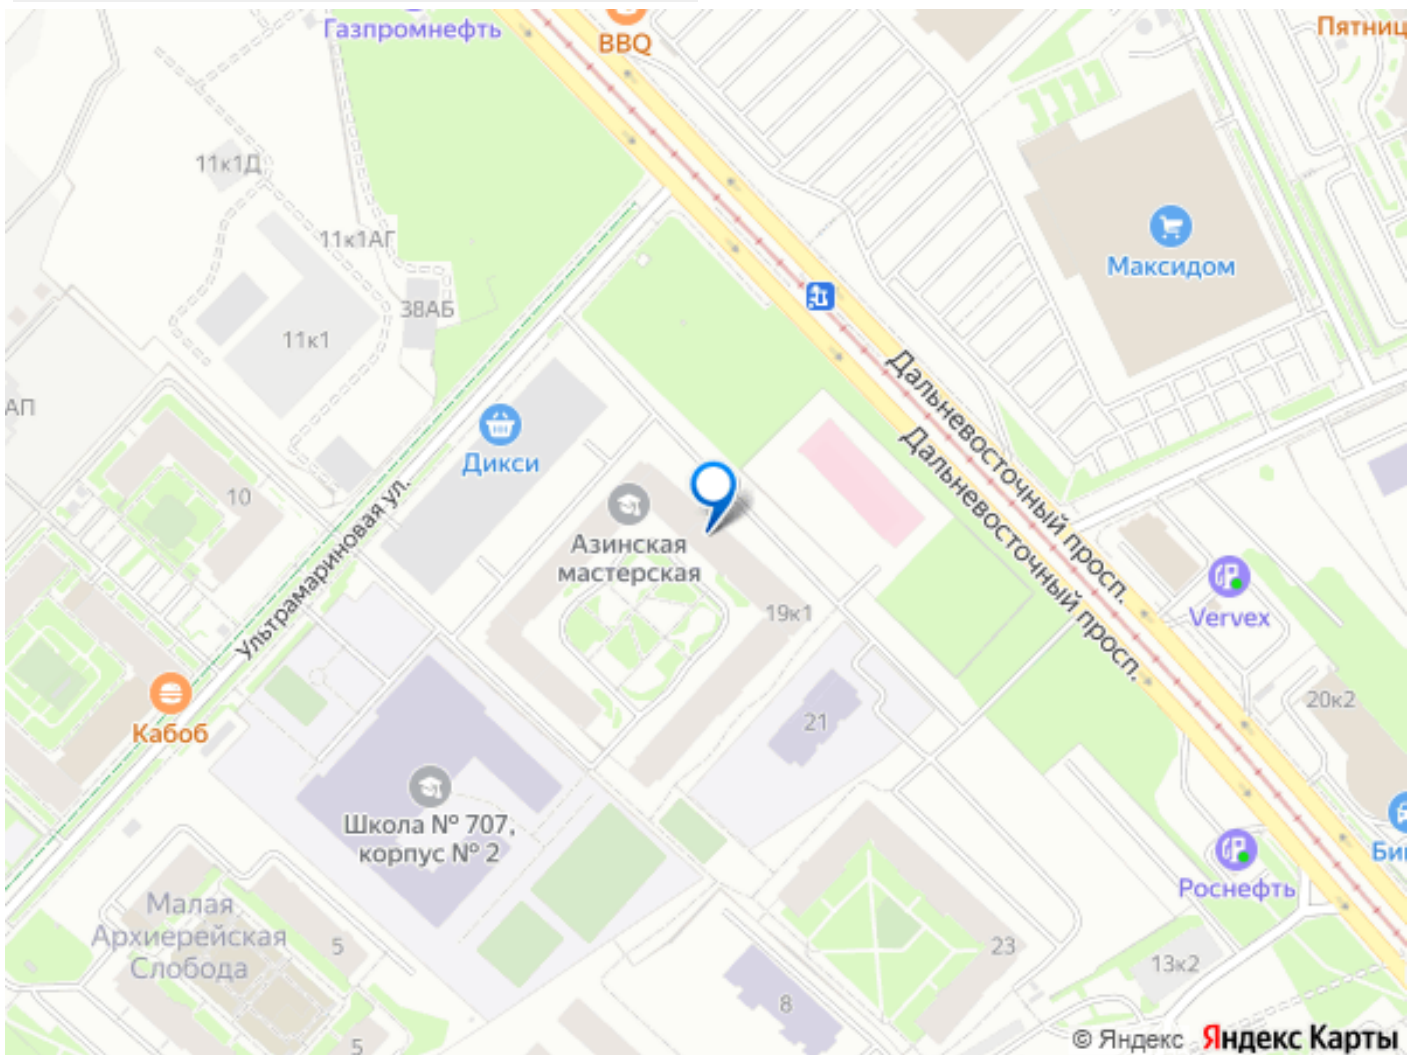 Газпромнефть
BBQ
Пятниц
11к1Д
11к1АГ
38АБ
11к1
Максидом
АП
Дикси
10
Ультрамариновая ул.
Дальневосточный просп.
Дальневосточный просп.
Азинская
мастерская
19к1
Vervex
20к2
21
Кабоб
Школа № 707,
корпус № 2
Би
Роснефть
Малая
Архиерейская
Слобода
5
23
13к2
8
5
© Яндекс Яндекс Карты